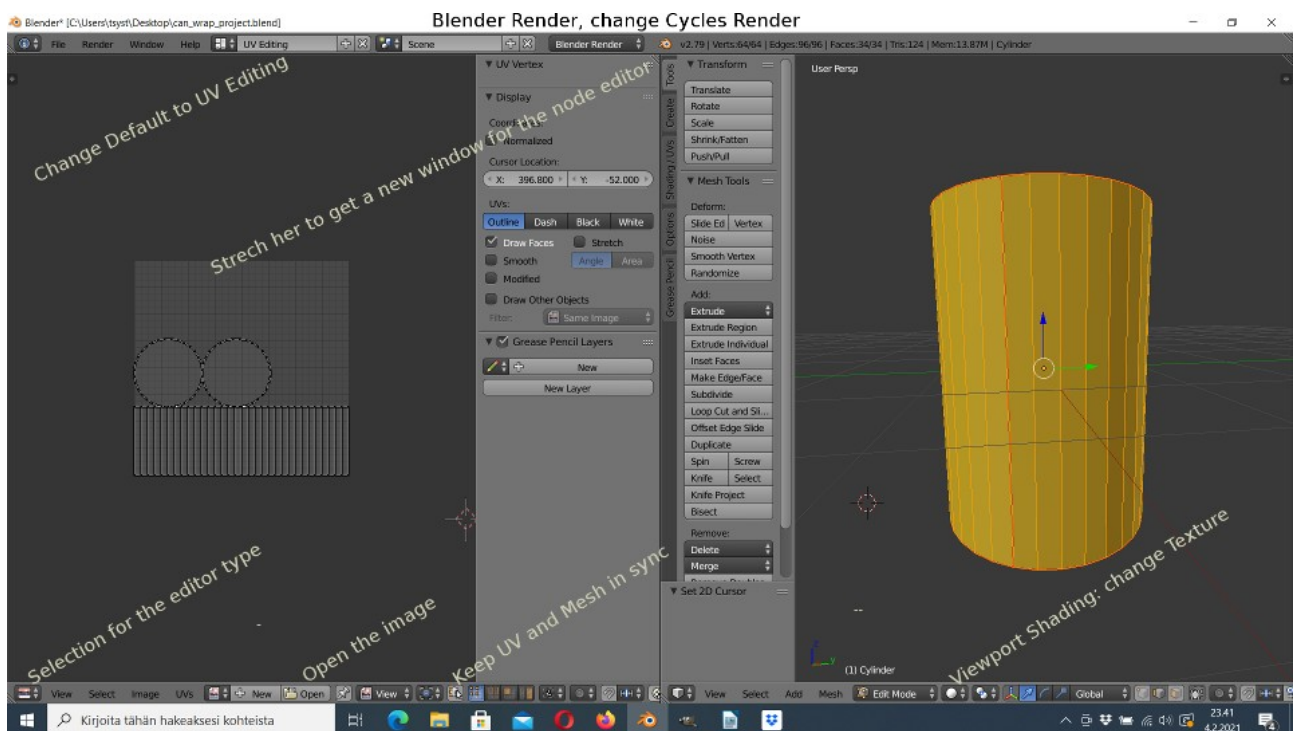 Blender* [C:\Users\tsyst\Desktop\can_wrap_project.blend]
Blender Render, change Cycles Render
File Render Window Help UV Editing Scene Blender Render v2.79 | Verts:64/64 | Edges:96/96 | Faces:34/34 | Tris:124 | Mem:13.87M | Cylinder
Change Default to UV Editing
Strech her to get a new window for the node editor
UV Vertex
Display
Normalized
Cursor Location:
X: 396.800 Y: -52.000
UVs:
Outline Dash Black White
Draw Faces Stretch
Smooth Angle Area
Modified
Draw Other Objects
Filter: Same Image
Grease Pencil Layers
New
New Layer
Tools
Create
Shading / UVs
Options
Grease Pencil
Transform
Translate
Rotate
Scale
Shrink/Fatten
Push/Pull
Mesh Tools
Deform:
Slide Ed Vertex
Noise
Smooth Vertex
Randomize
Add:
Extrude
Extrude Region
Extrude Individual
Inset Faces
Make Edge/Face
Subdivide
Loop Cut and Sli...
Offset Edge Slide
Duplicate
Spin Screw
Knife Select
Knife Project
Bisect
Remove:
Delete
Merge
Set 2D Cursor
User Persp
(1) Cylinder
Selection for the editor type
Open the image
Keep UV and Mesh in sync
Viewport Shading: change Texture
View Select Image UVs New Open View
View Select Add Mesh Edit Mode Global
Kirjoita tähän hakeaksesi kohteista
23.41
4.2.2021